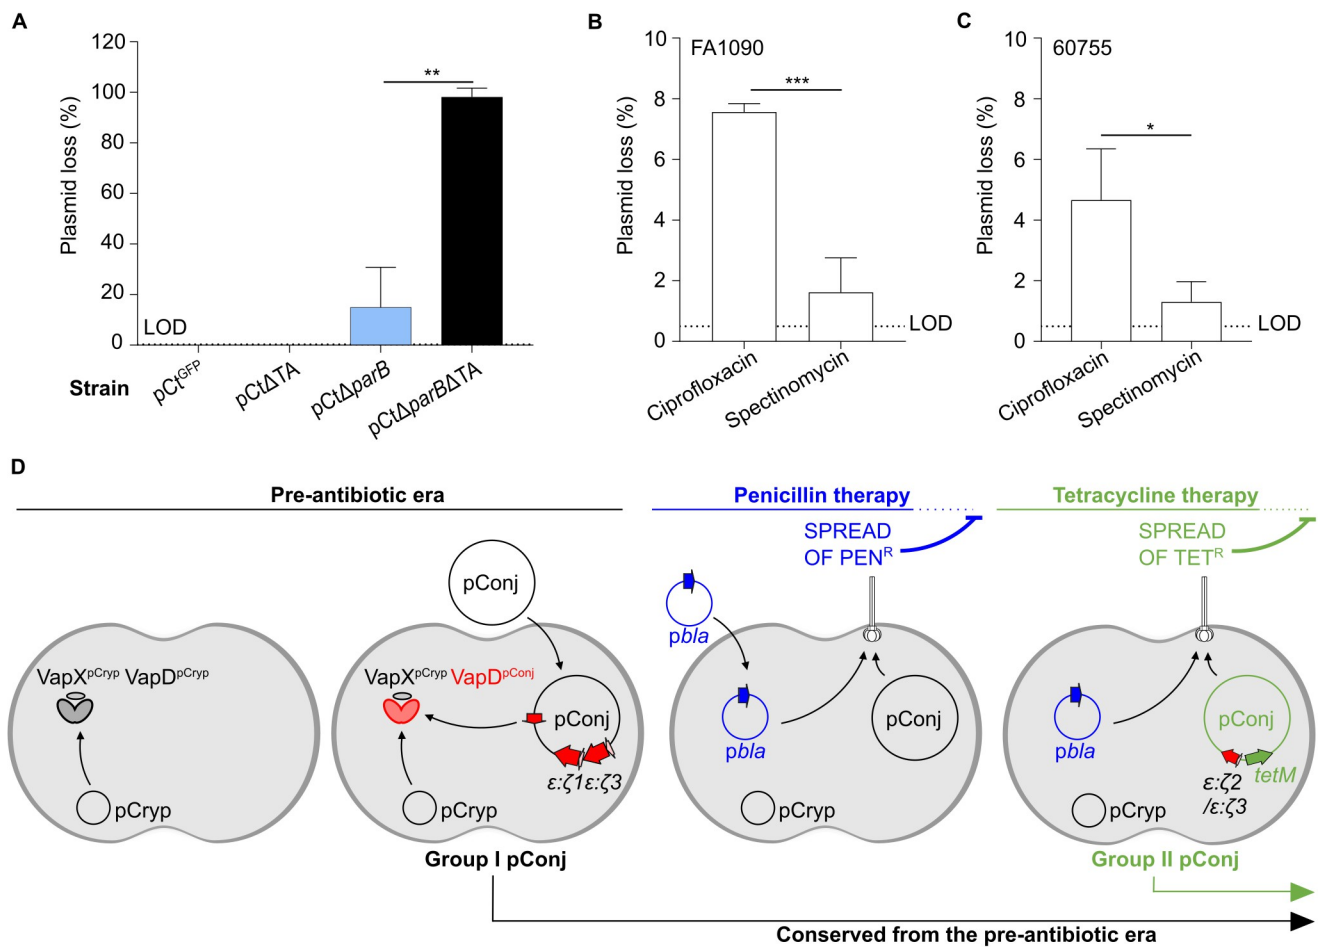 A
Plasmid loss (%)
120
100
80
60
40
20
0
LOD
**
Strain
pCtᴳꟳᴾ
pCtΔTA
pCtΔparB
pCtΔparBΔTA
B
Plasmid loss (%)
10
8
6
4
2
0
FA1090
***
LOD
Ciprofloxacin
Spectinomycin
C
Plasmid loss (%)
10
8
6
4
2
0
60755
*
LOD
Ciprofloxacin
Spectinomycin
D
Pre-antibiotic era
Penicillin therapy
Tetracycline therapy
SPREAD
OF PENᴿ
SPREAD
OF TETᴿ
VapXᵖᶜʳʸᵖ VapDᵖᶜʳʸᵖ
pCryp
pConj
VapXᵖᶜʳʸᵖ VapDᵖᶜᵒⁿʲ
pConj
ε:ζ1ε:ζ3
pCryp
pbla
pbla
pConj
pCryp
pbla
pConj
ε:ζ2
/ε:ζ3
tetM
pCryp
Group I pConj
Group II pConj
Conserved from the pre-antibiotic era